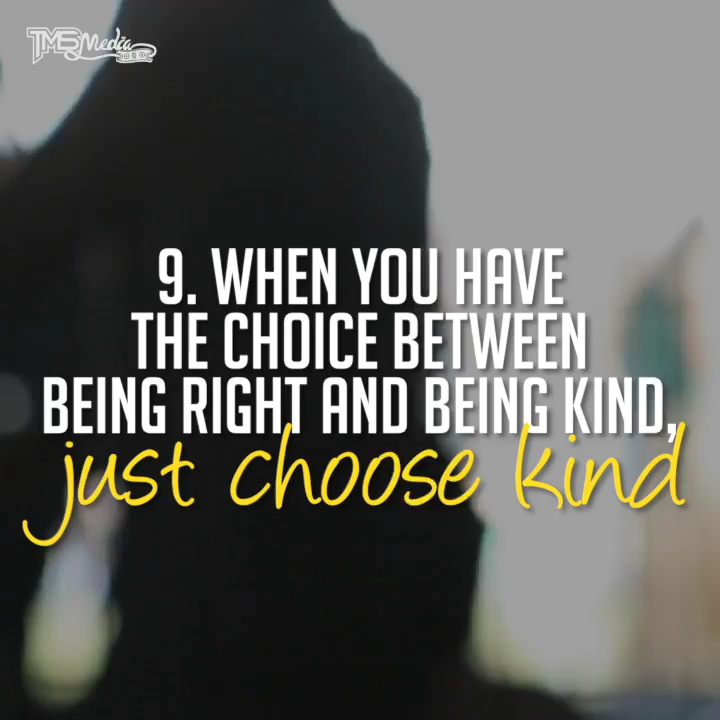 TMB Media
9. WHEN YOU HAVE
THE CHOICE BETWEEN
BEING RIGHT AND BEING KIND,
just choose kind